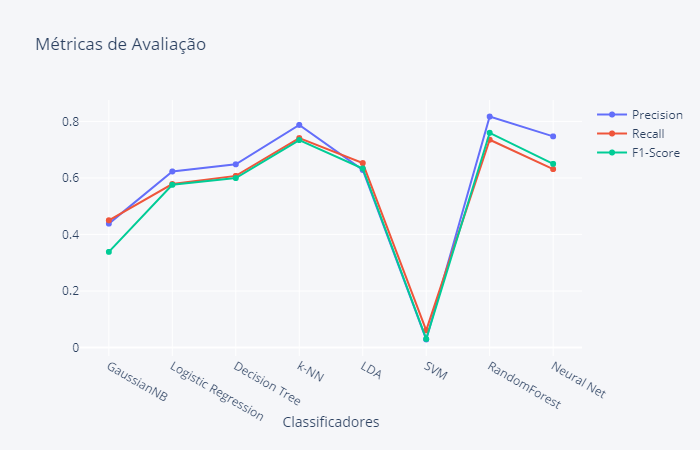 Métricas de Avaliação
Precision
Recall
F1-Score
0.8
0.6
0.4
0.2
0
GaussianNB
Logistic Regression
Decision Tree
k-NN
LDA
SVM
RandomForest
Neural Net
Classificadores